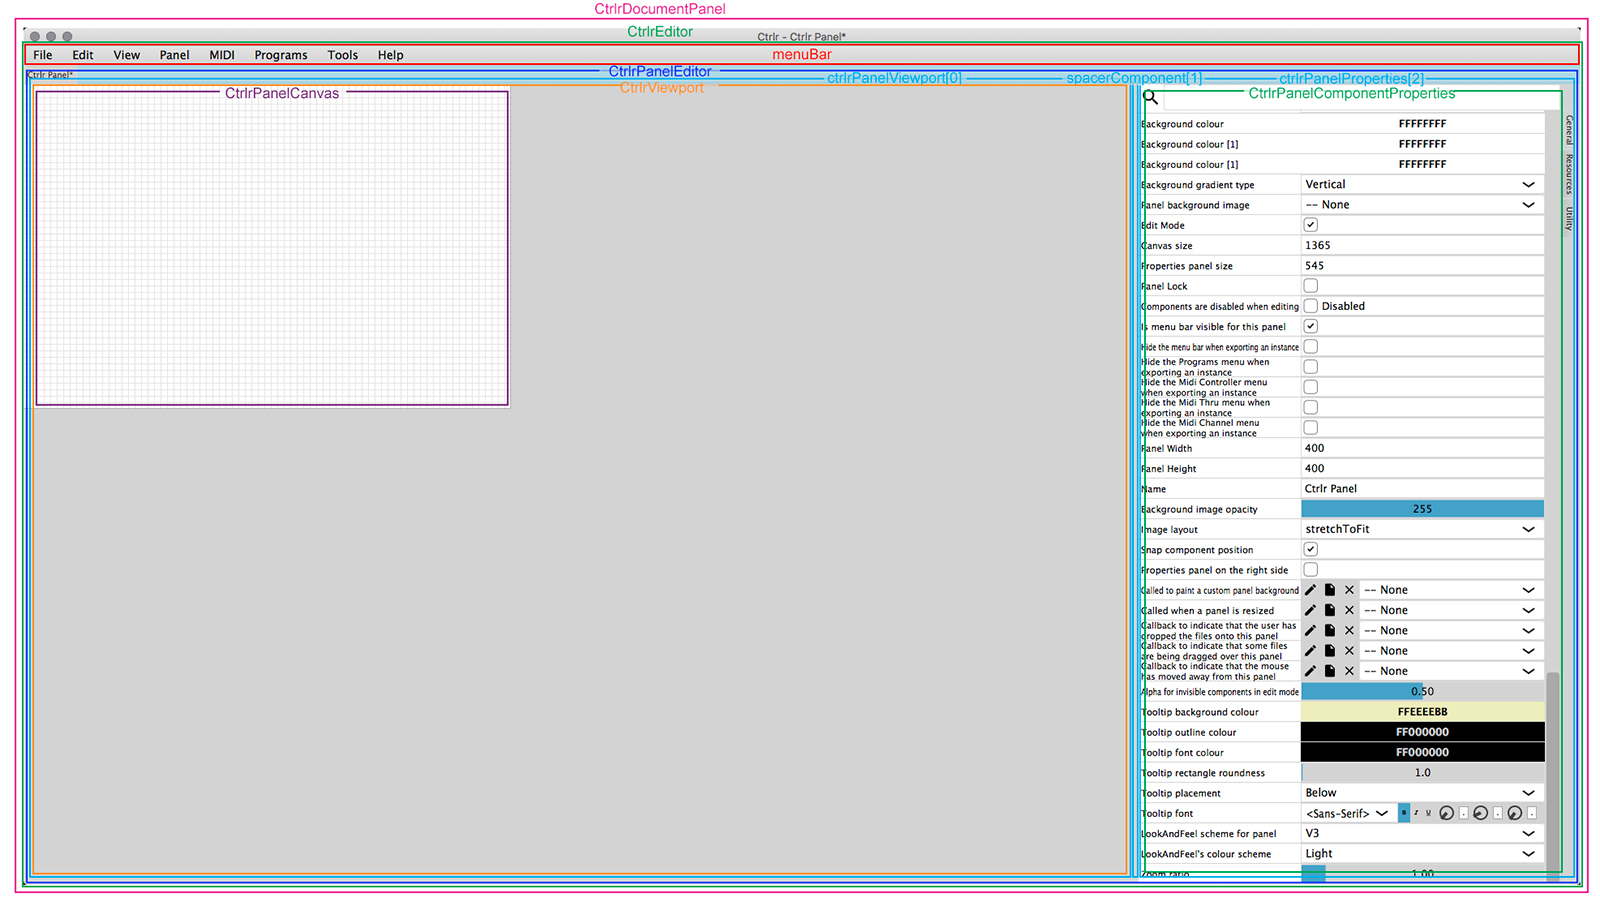 CtrlrDocumentPanel
CtrlrEditor
Ctrlr - Ctrlr Panel*
File Edit View Panel MIDI Programs Tools Help
menuBar
Ctrlr Panel*
CtrlrPanelEditor
ctrlrPanelViewport[0]
spacerComponent[1]
ctrlrPanelProperties[2]
CtrlrViewport
CtrlrPanelCanvas
CtrlrPanelComponentProperties
General
Resources
Utility
Background colour FFFFFFFF
Background colour [1] FFFFFFFF
Background colour [1] FFFFFFFF
Background gradient type Vertical
Panel background image -- None
Edit Mode
Canvas size 1365
Properties panel size 545
Panel Lock
Components are disabled when editing Disabled
Is menu bar visible for this panel
Hide the menu bar when exporting an instance
Hide the Programs menu when
exporting an instance
Hide the Midi Controller menu
when exporting an instance
Hide the Midi Thru menu when
exporting an instance
Hide the Midi Channel menu
when exporting an instance
Panel Width 400
Panel Height 400
Name Ctrlr Panel
Background image opacity 255
Image layout stretchToFit
Snap component position
Properties panel on the right side
Called to paint a custom panel background -- None
Called when a panel is resized -- None
Callback to indicate that the user has
dropped the files onto this panel -- None
Callback to indicate that some files
are being dragged over this panel -- None
Callback to indicate that the mouse
has moved away from this panel -- None
Alpha for invisible components in edit mode 0.50
Tooltip background colour FFEEEEBB
Tooltip outline colour FF000000
Tooltip font colour FF000000
Tooltip rectangle roundness 1.0
Tooltip placement Below
Tooltip font <Sans-Serif> B I U
LookAndFeel scheme for panel V3
LookAndFeel's colour scheme Light
Zoom ratio 1.00